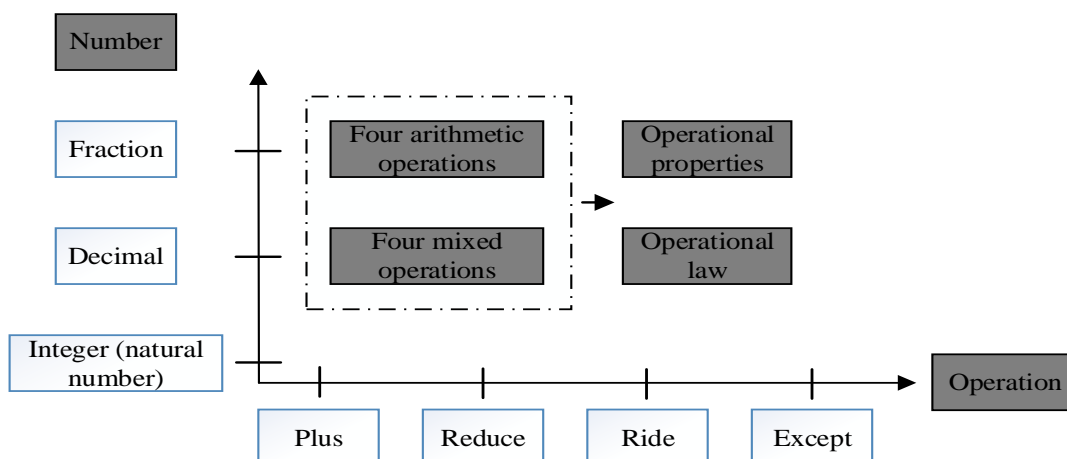 Number
Fraction
Four arithmetic
operations
Operational
properties
Decimal
Four mixed
operations
Operational
law
Integer (natural
number)
Operation
Plus
Reduce
Ride
Except